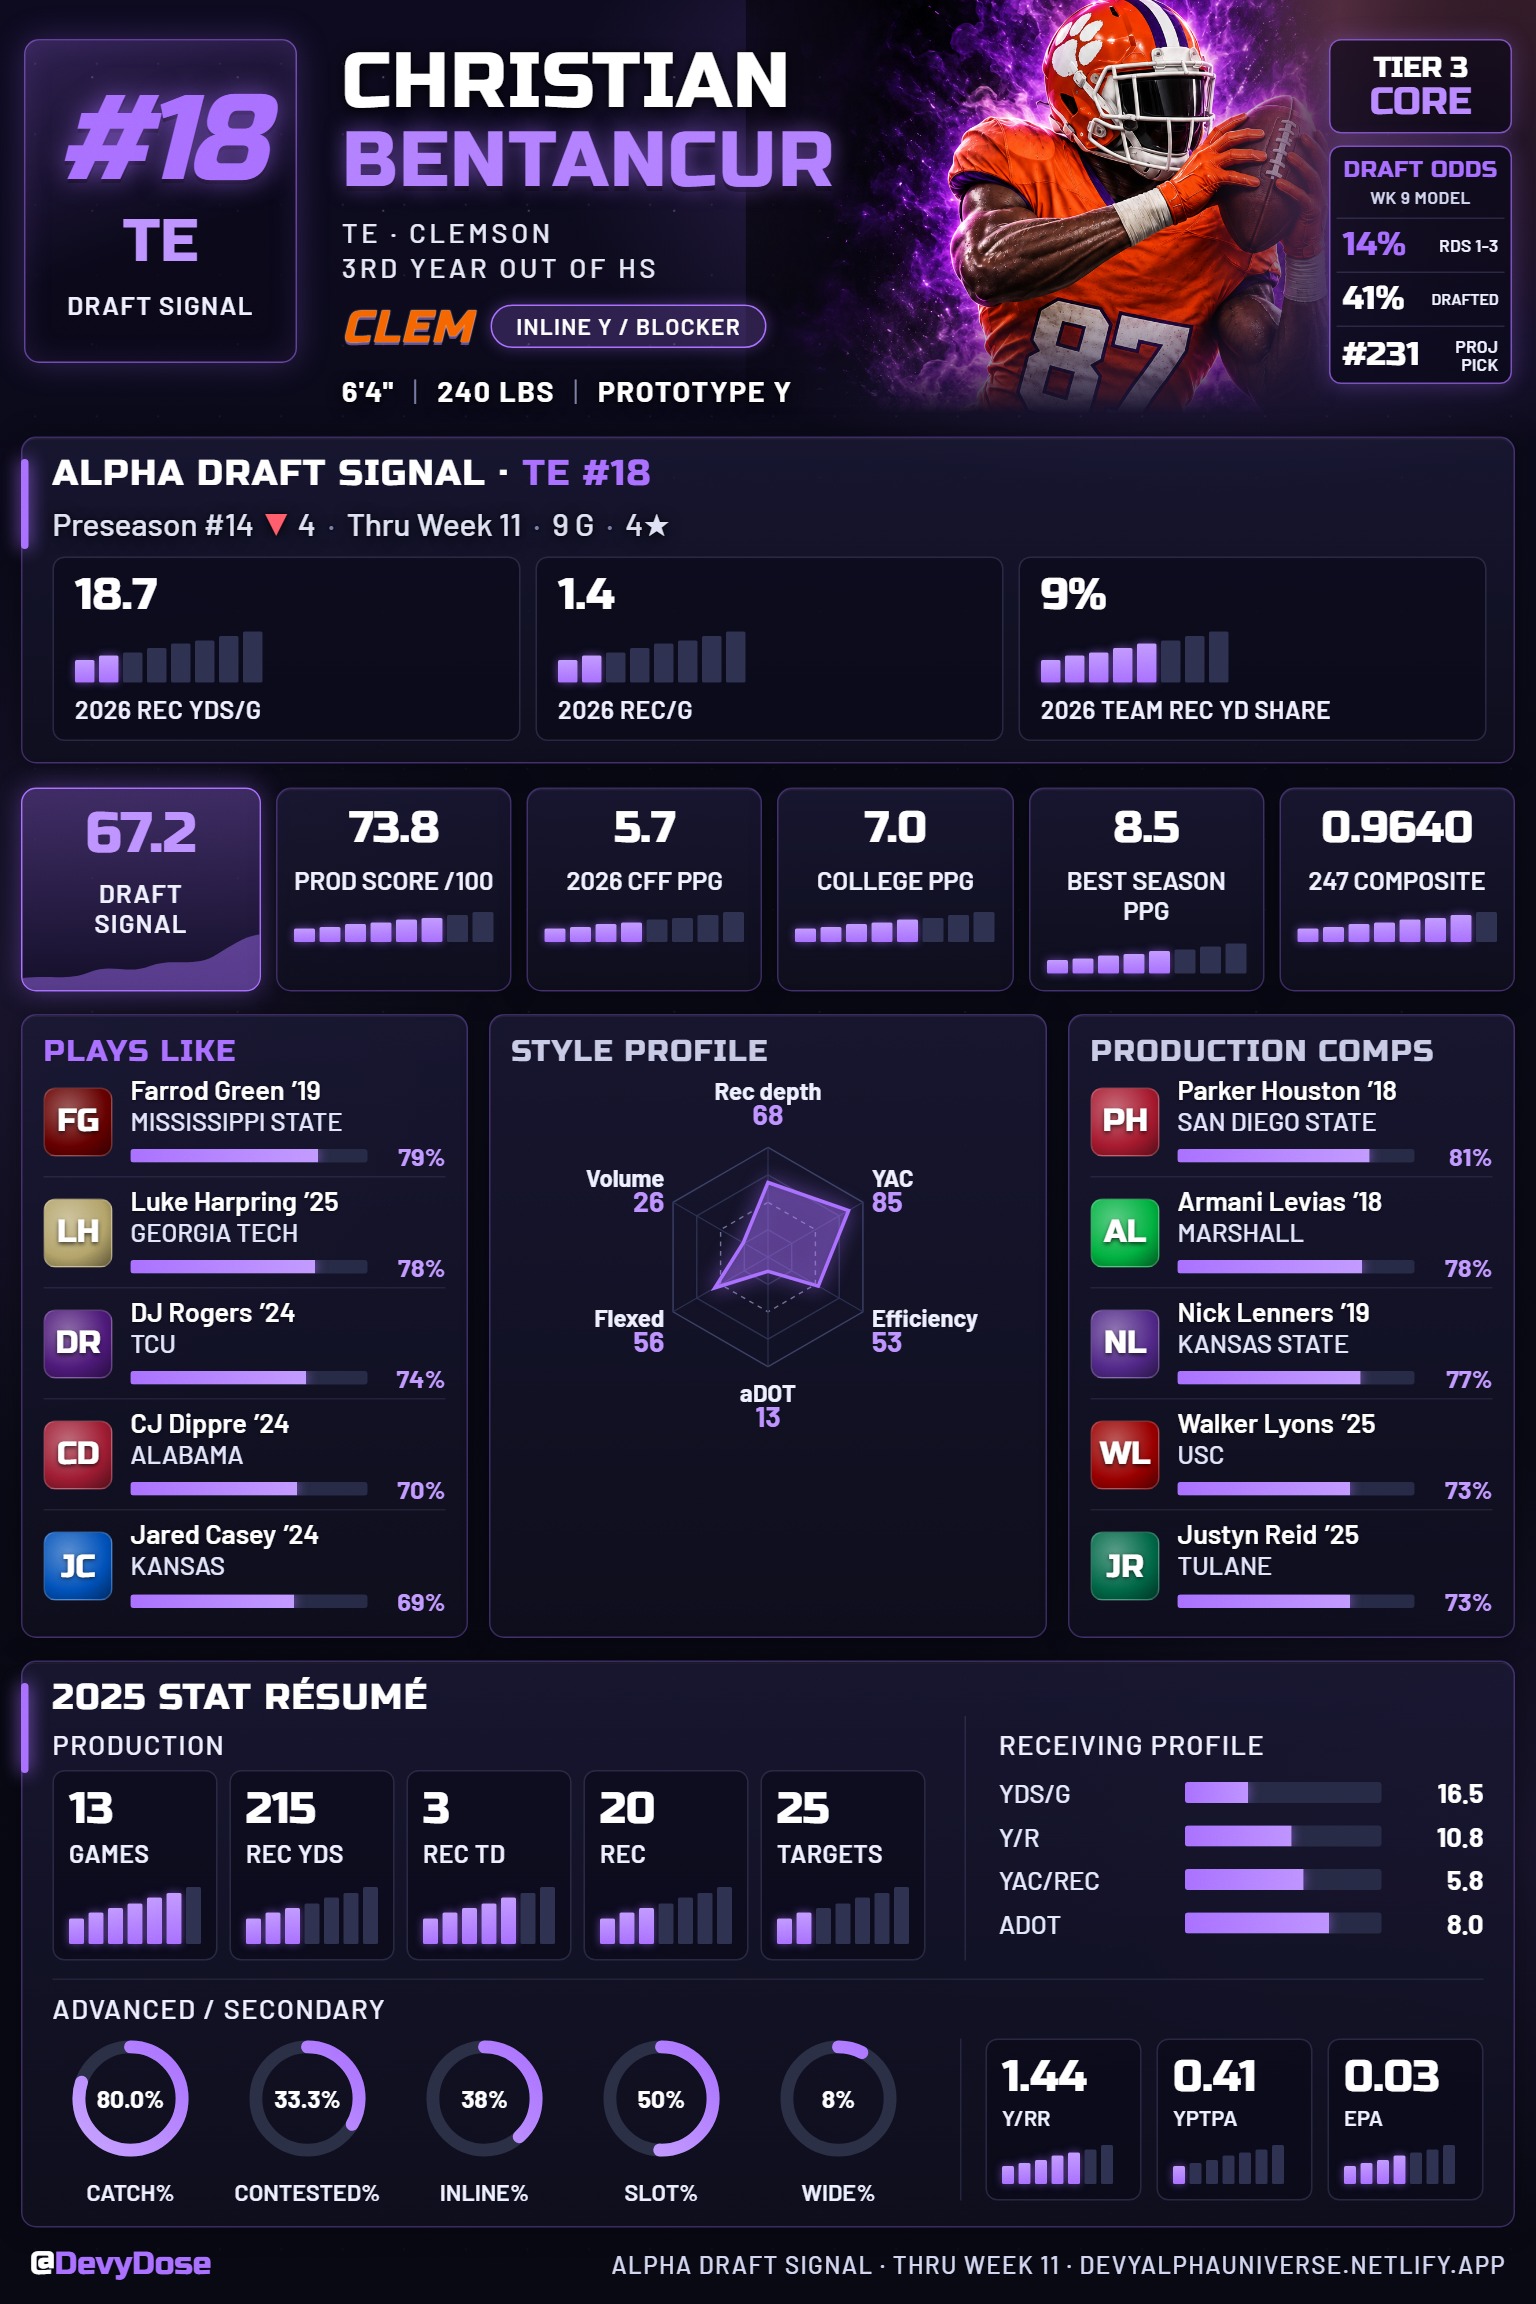 #18
TE
DRAFT SIGNAL
CHRISTIAN
BENTANCUR
TE · CLEMSON
3RD YEAR OUT OF HS
CLEM
INLINE Y / BLOCKER
6'4" | 240 LBS | PROTOTYPE Y
87
TIER 3
CORE
DRAFT ODDS
WK 9 MODEL
14% RDS 1-3
41% DRAFTED
#231 PROJ PICK
ALPHA DRAFT SIGNAL · TE #18
Preseason #14 ▼ 4 · Thru Week 11 · 9 G · 4★
18.7
2026 REC YDS/G
1.4
2026 REC/G
9%
2026 TEAM REC YD SHARE
67.2
DRAFT
SIGNAL
73.8
PROD SCORE /100
5.7
2026 CFF PPG
7.0
COLLEGE PPG
8.5
BEST SEASON
PPG
0.9640
247 COMPOSITE
PLAYS LIKE
FG
Farrod Green ’19
MISSISSIPPI STATE
79%
LH
Luke Harpring ’25
GEORGIA TECH
78%
DR
DJ Rogers ’24
TCU
74%
CD
CJ Dippre ’24
ALABAMA
70%
JC
Jared Casey ’24
KANSAS
69%
STYLE PROFILE
Rec depth
68
YAC
85
Efficiency
53
aDOT
13
Flexed
56
Volume
26
PRODUCTION COMPS
PH
Parker Houston ’18
SAN DIEGO STATE
81%
AL
Armani Levias ’18
MARSHALL
78%
NL
Nick Lenners ’19
KANSAS STATE
77%
WL
Walker Lyons ’25
USC
73%
JR
Justyn Reid ’25
TULANE
73%
2025 STAT RÉSUMÉ
PRODUCTION
13
GAMES
215
REC YDS
3
REC TD
20
REC
25
TARGETS
RECEIVING PROFILE
YDS/G 16.5
Y/R 10.8
YAC/REC 5.8
ADOT 8.0
ADVANCED / SECONDARY
80.0%
CATCH%
33.3%
CONTESTED%
38%
INLINE%
50%
SLOT%
8%
WIDE%
1.44
Y/RR
0.41
YPTPA
0.03
EPA
@DevyDose
ALPHA DRAFT SIGNAL · THRU WEEK 11 · DEVYALPHAUNIVERSE.NETLIFY.APP